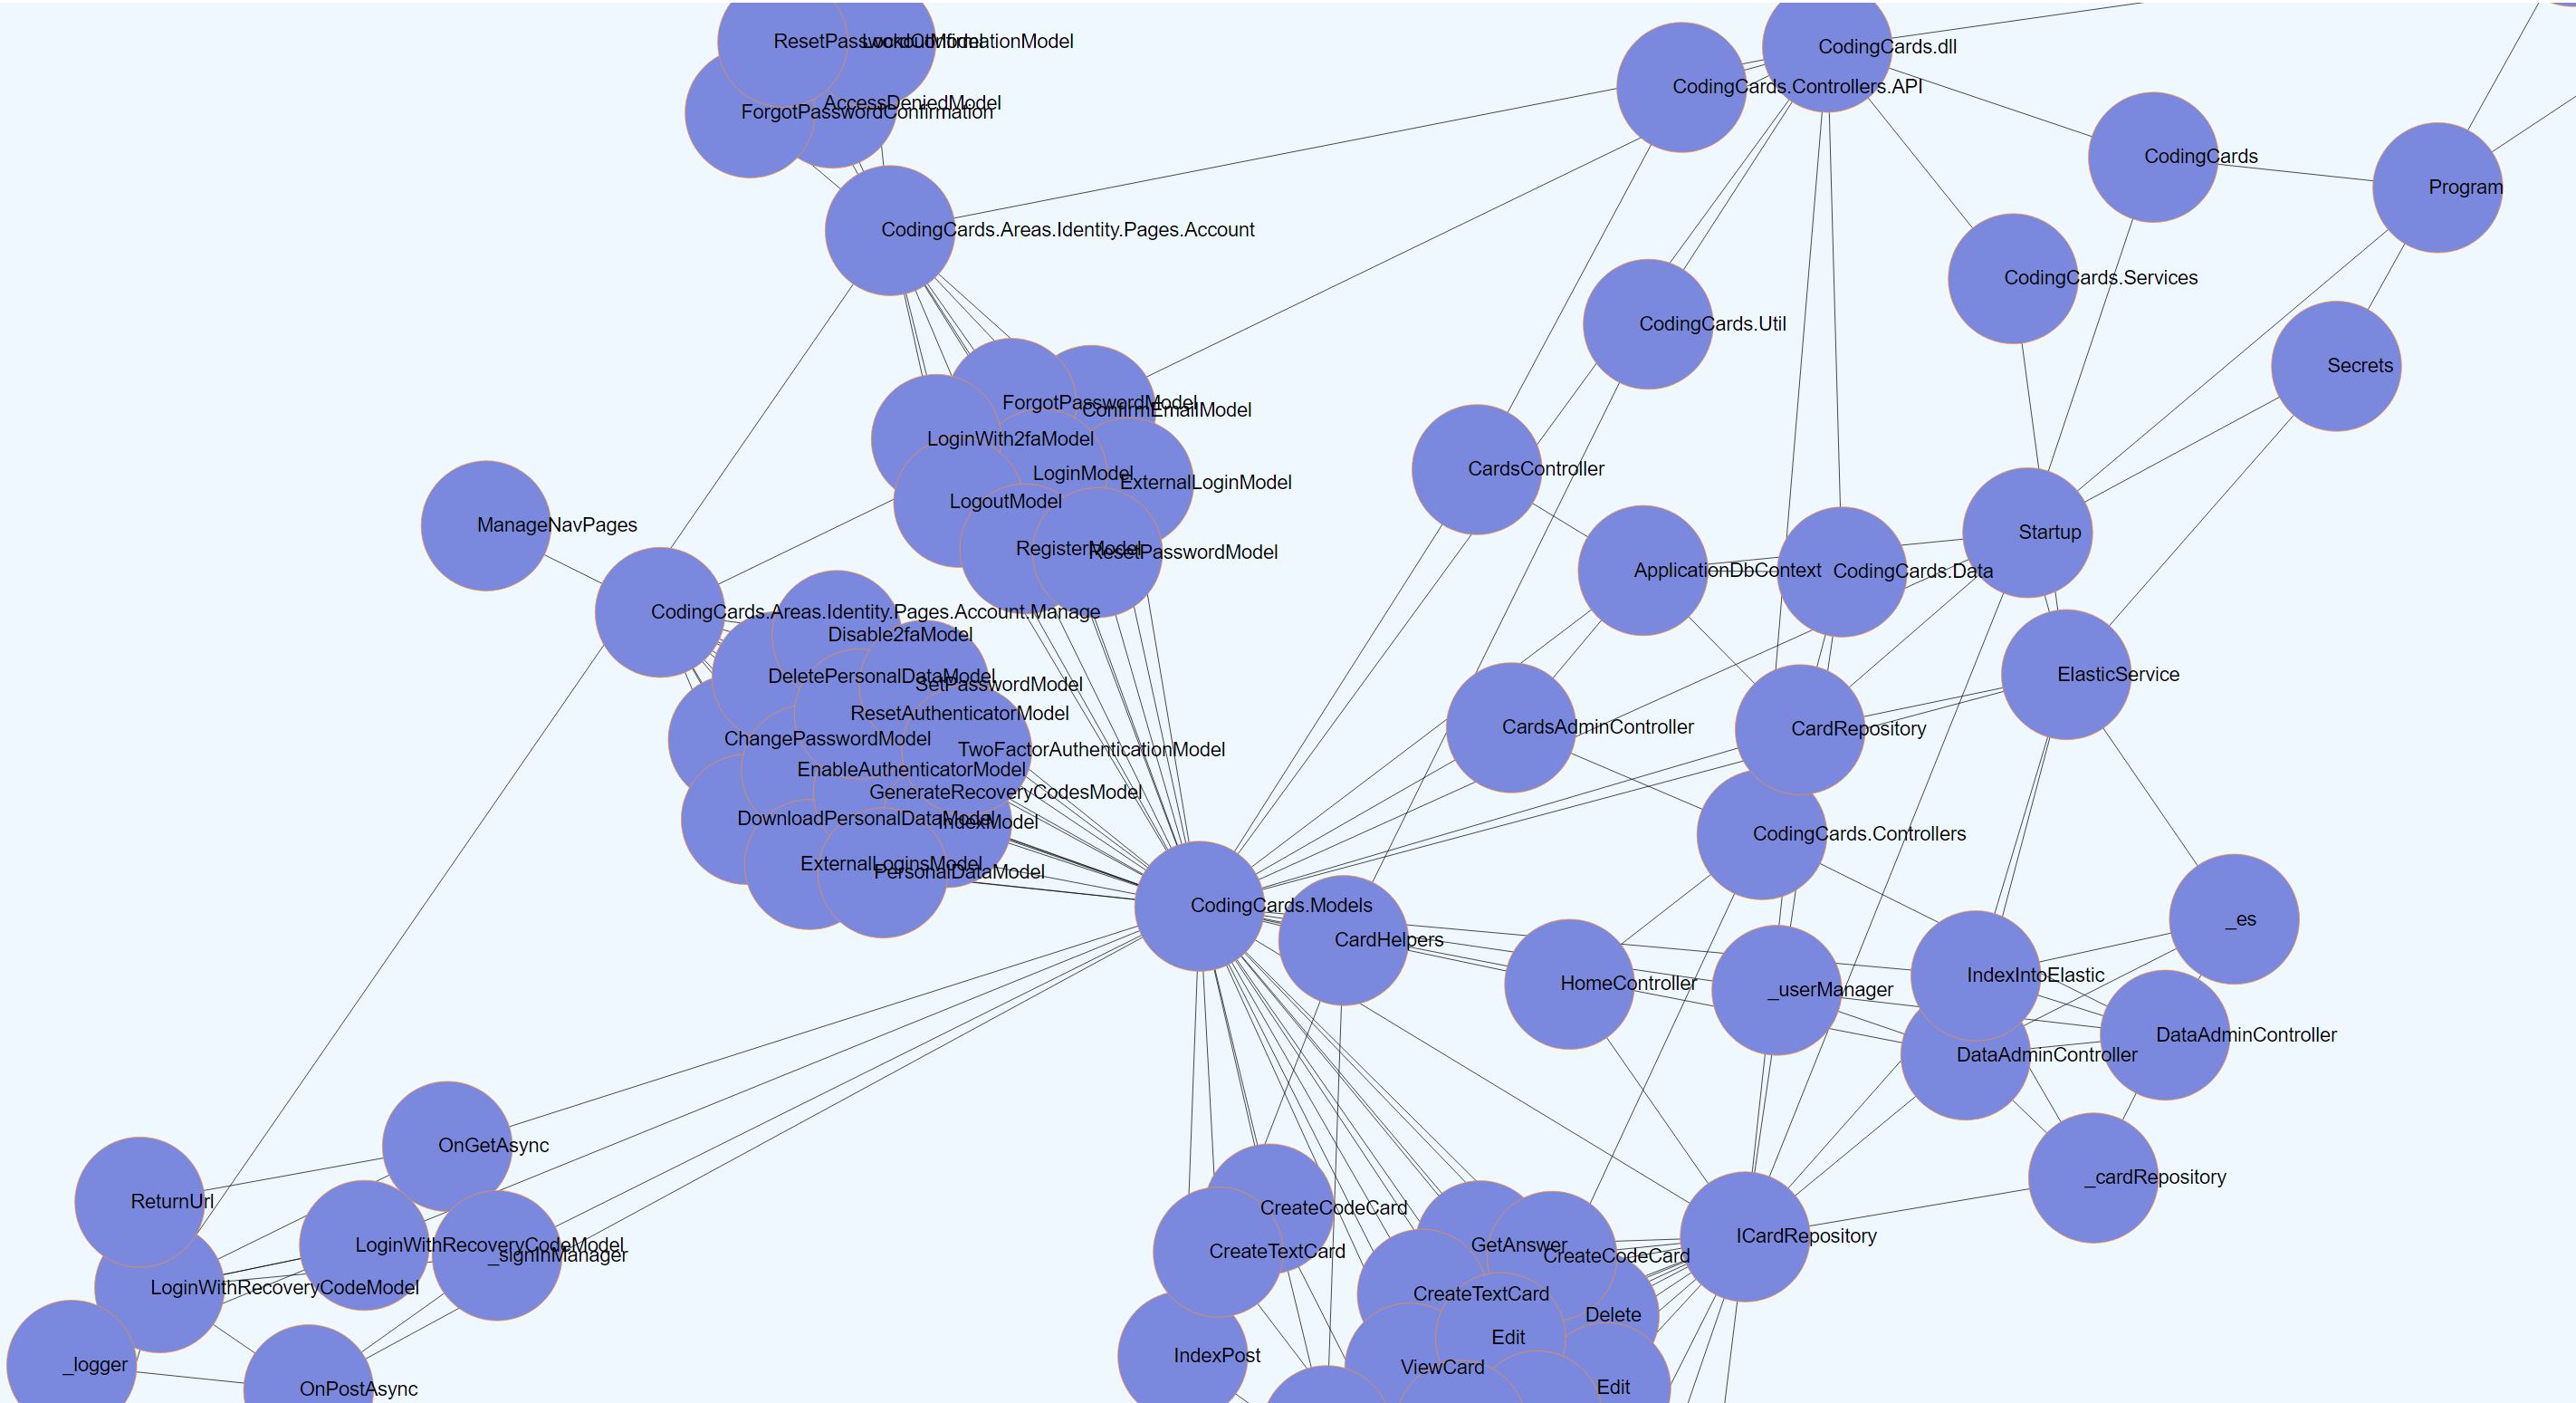 ResetPasswordConfirmationModel
LockoutModel
CodingCards.dll
CodingCards.Controllers.API
AccessDeniedModel
ForgotPasswordConfirmation
CodingCards
Program
CodingCards.Areas.Identity.Pages.Account
CodingCards.Services
CodingCards.Util
Secrets
ForgotPasswordModel
ConfirmEmailModel
LoginWith2faModel
CardsController
LoginModel
ExternalLoginModel
LogoutModel
ManageNavPages
Startup
RegisterModel
ResetPasswordModel
ApplicationDbContext
CodingCards.Data
CodingCards.Areas.Identity.Pages.Account.Manage
Disable2faModel
DeletePersonalDataModel
SetPasswordModel
ElasticService
ResetAuthenticatorModel
CardsAdminController
CardRepository
ChangePasswordModel
TwoFactorAuthenticationModel
EnableAuthenticatorModel
GenerateRecoveryCodesModel
DownloadPersonalDataModel
IndexModel
CodingCards.Controllers
ExternalLoginsModel
PersonalDataModel
CodingCards.Models
_es
CardHelpers
IndexIntoElastic
HomeController
_userManager
DataAdminController
DataAdminController
OnGetAsync
_cardRepository
ReturnUrl
CreateCodeCard
ICardRepository
LoginWithRecoveryCodeModel
_signInManager
CreateTextCard
GetAnswer
CreateCodeCard
LoginWithRecoveryCodeModel
CreateTextCard
Delete
Edit
IndexPost
_logger
ViewCard
OnPostAsync
Edit